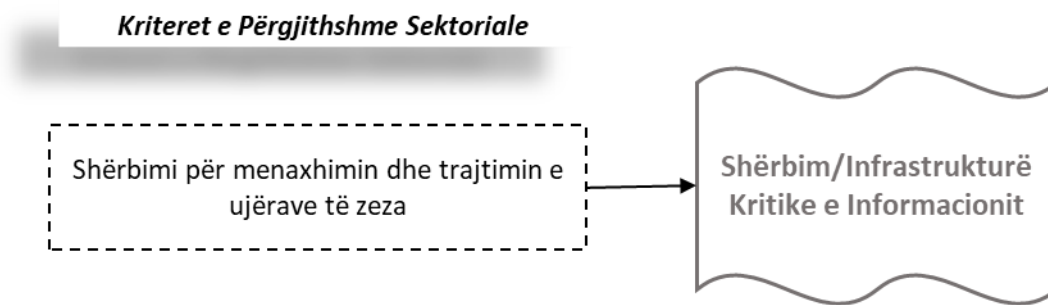 Kriteret e Përgjithshme Sektoriale
Shërbimi për menaxhimin dhe trajtimin e
ujërave të zeza
Shërbim/Infrastrukturë
Kritike e Informacionit